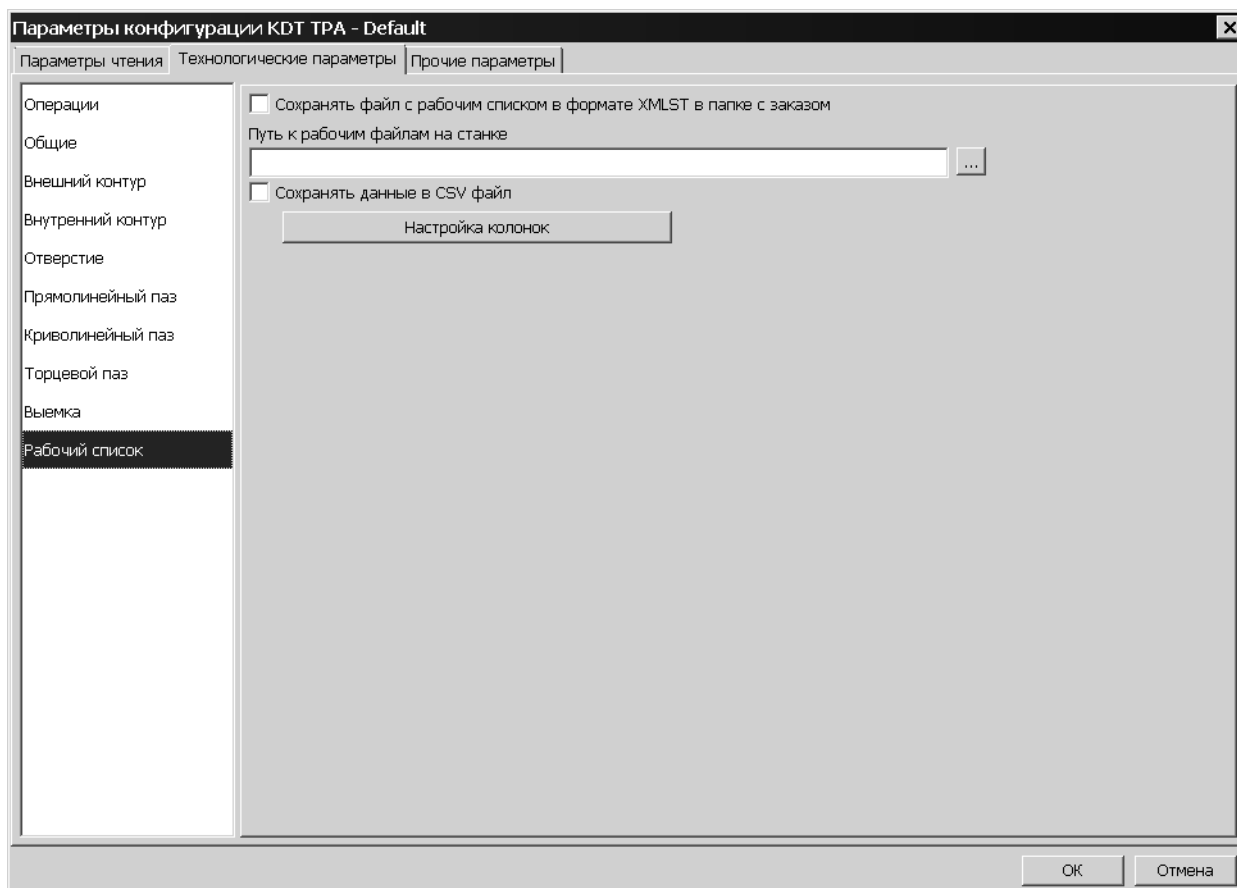 Параметры конфигурации KDT TPA - Default
Параметры чтения Технологические параметры Прочие параметры
Операции
Общие
Внешний контур
Внутренний контур
Отверстие
Прямолинейный паз
Криволинейный паз
Торцевой паз
Выемка
Рабочий список
Сохранять файл с рабочим списком в формате XMLST в папке с заказом
Путь к рабочим файлам на станке
...
Сохранять данные в CSV файл
Настройка колонок
ОК Отмена